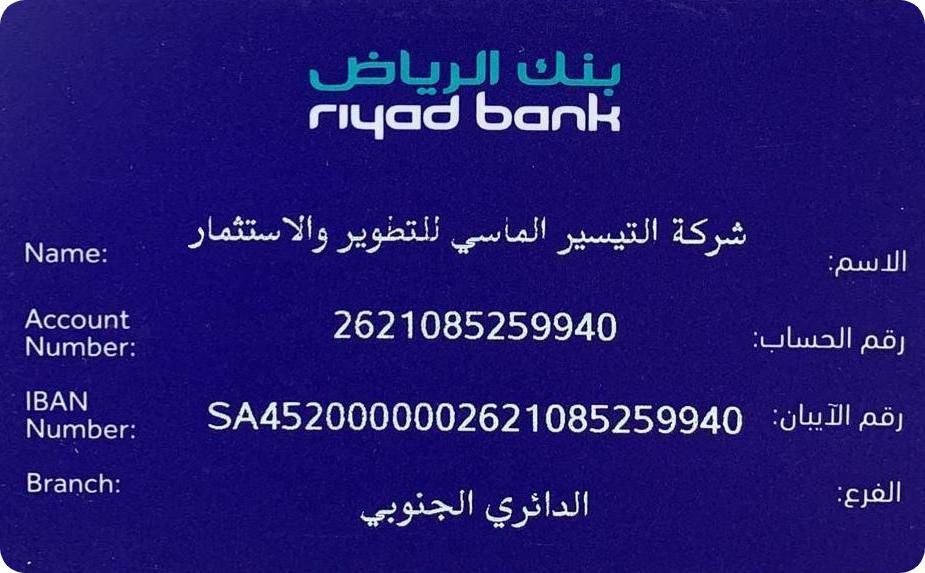 بنك الرياض
riyad bank
Name: شركة التيسير الماسي للتطوير والاستثمار الاسم:
Account Number: 2621085259940 رقم الحساب:
IBAN Number: SA4520000002621085259940 رقم الآيبان:
Branch: الدائري الجنوبي الفرع: